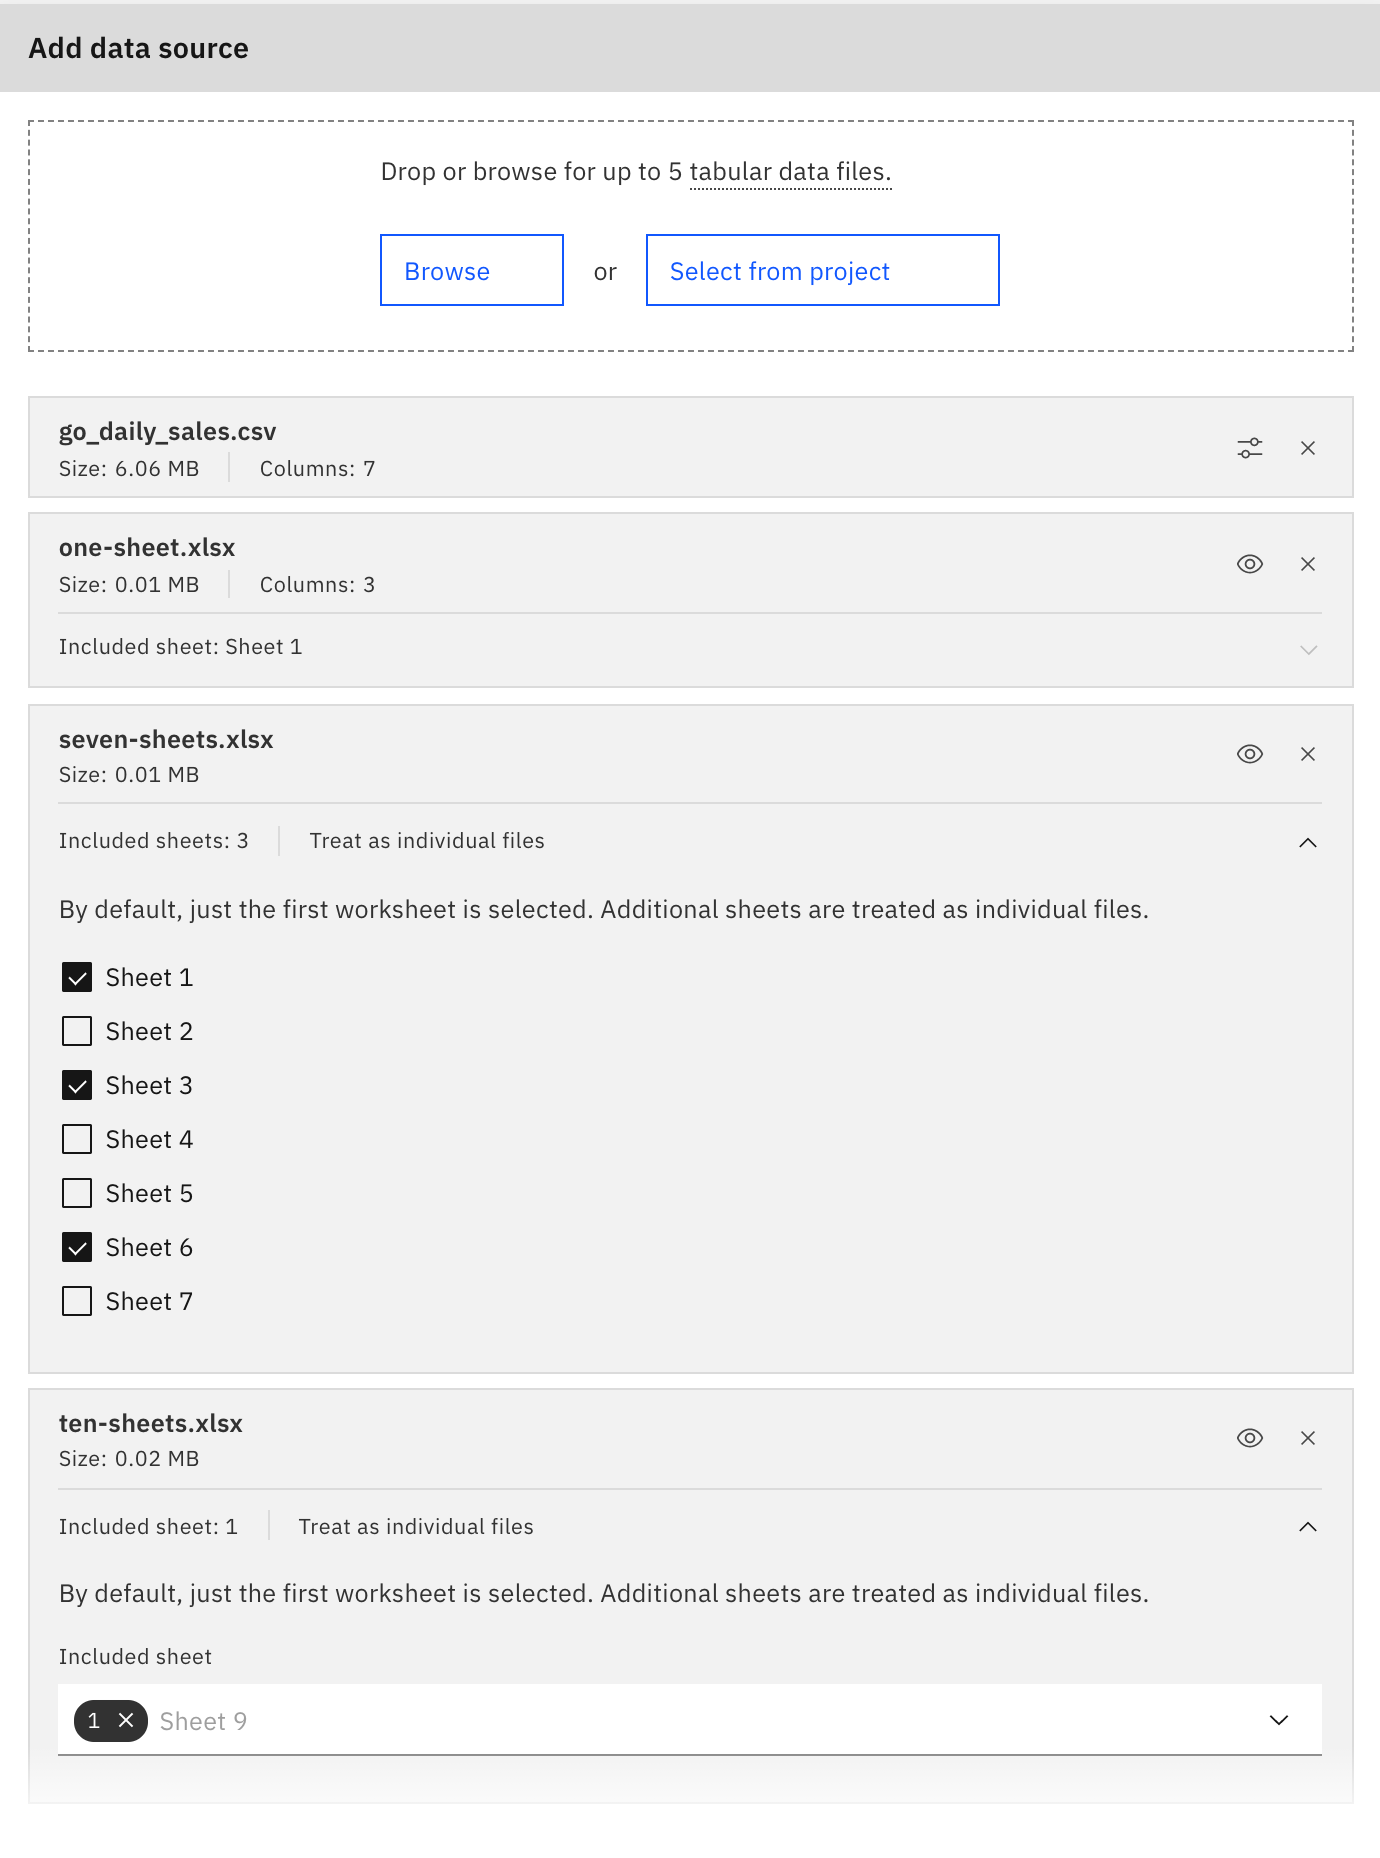 Add data source
Drop or browse for up to 5 tabular data files.
Browse or Select from project
go_daily_sales.csv
Size: 6.06 MB Columns: 7
one-sheet.xlsx
Size: 0.01 MB Columns: 3
Included sheet: Sheet 1
seven-sheets.xlsx
Size: 0.01 MB
Included sheets: 3 Treat as individual files
By default, just the first worksheet is selected. Additional sheets are treated as individual files.
Sheet 1
Sheet 2
Sheet 3
Sheet 4
Sheet 5
Sheet 6
Sheet 7
ten-sheets.xlsx
Size: 0.02 MB
Included sheet: 1 Treat as individual files
By default, just the first worksheet is selected. Additional sheets are treated as individual files.
Included sheet
1 Sheet 9